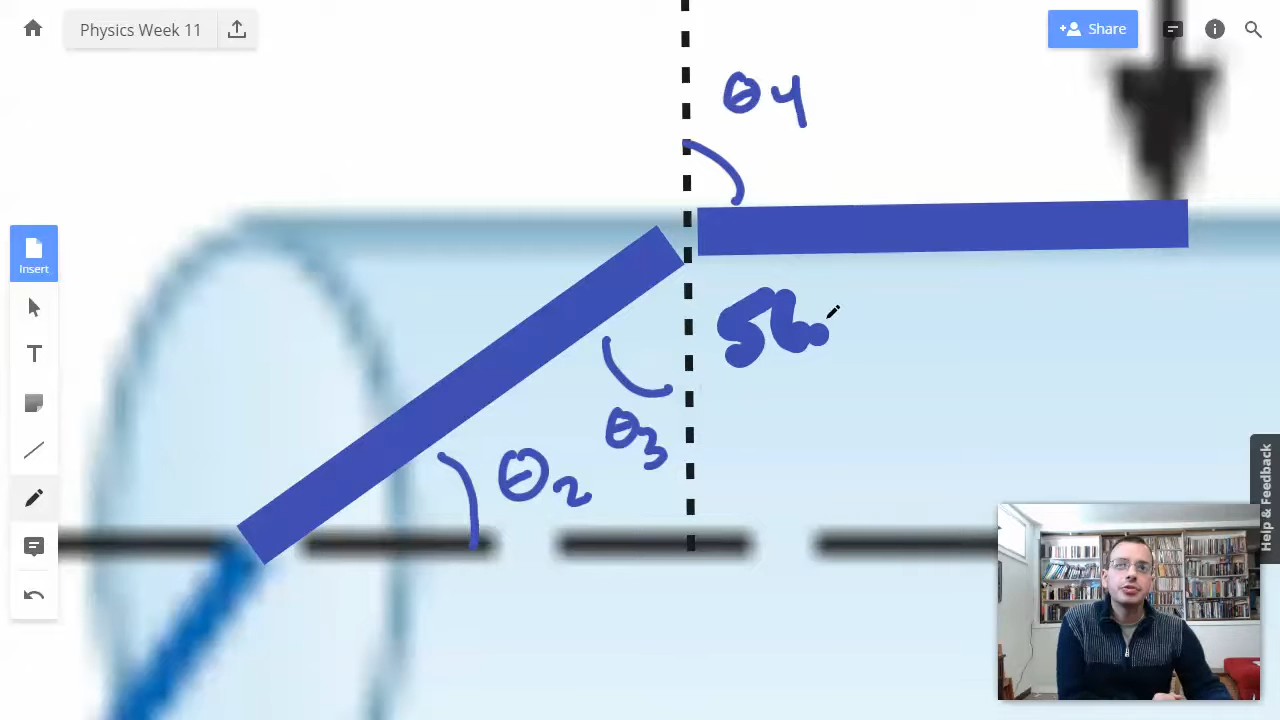 Physics Week 11
Share
θ4
Insert
T
56.
θ3
θ2
Help & Feedback